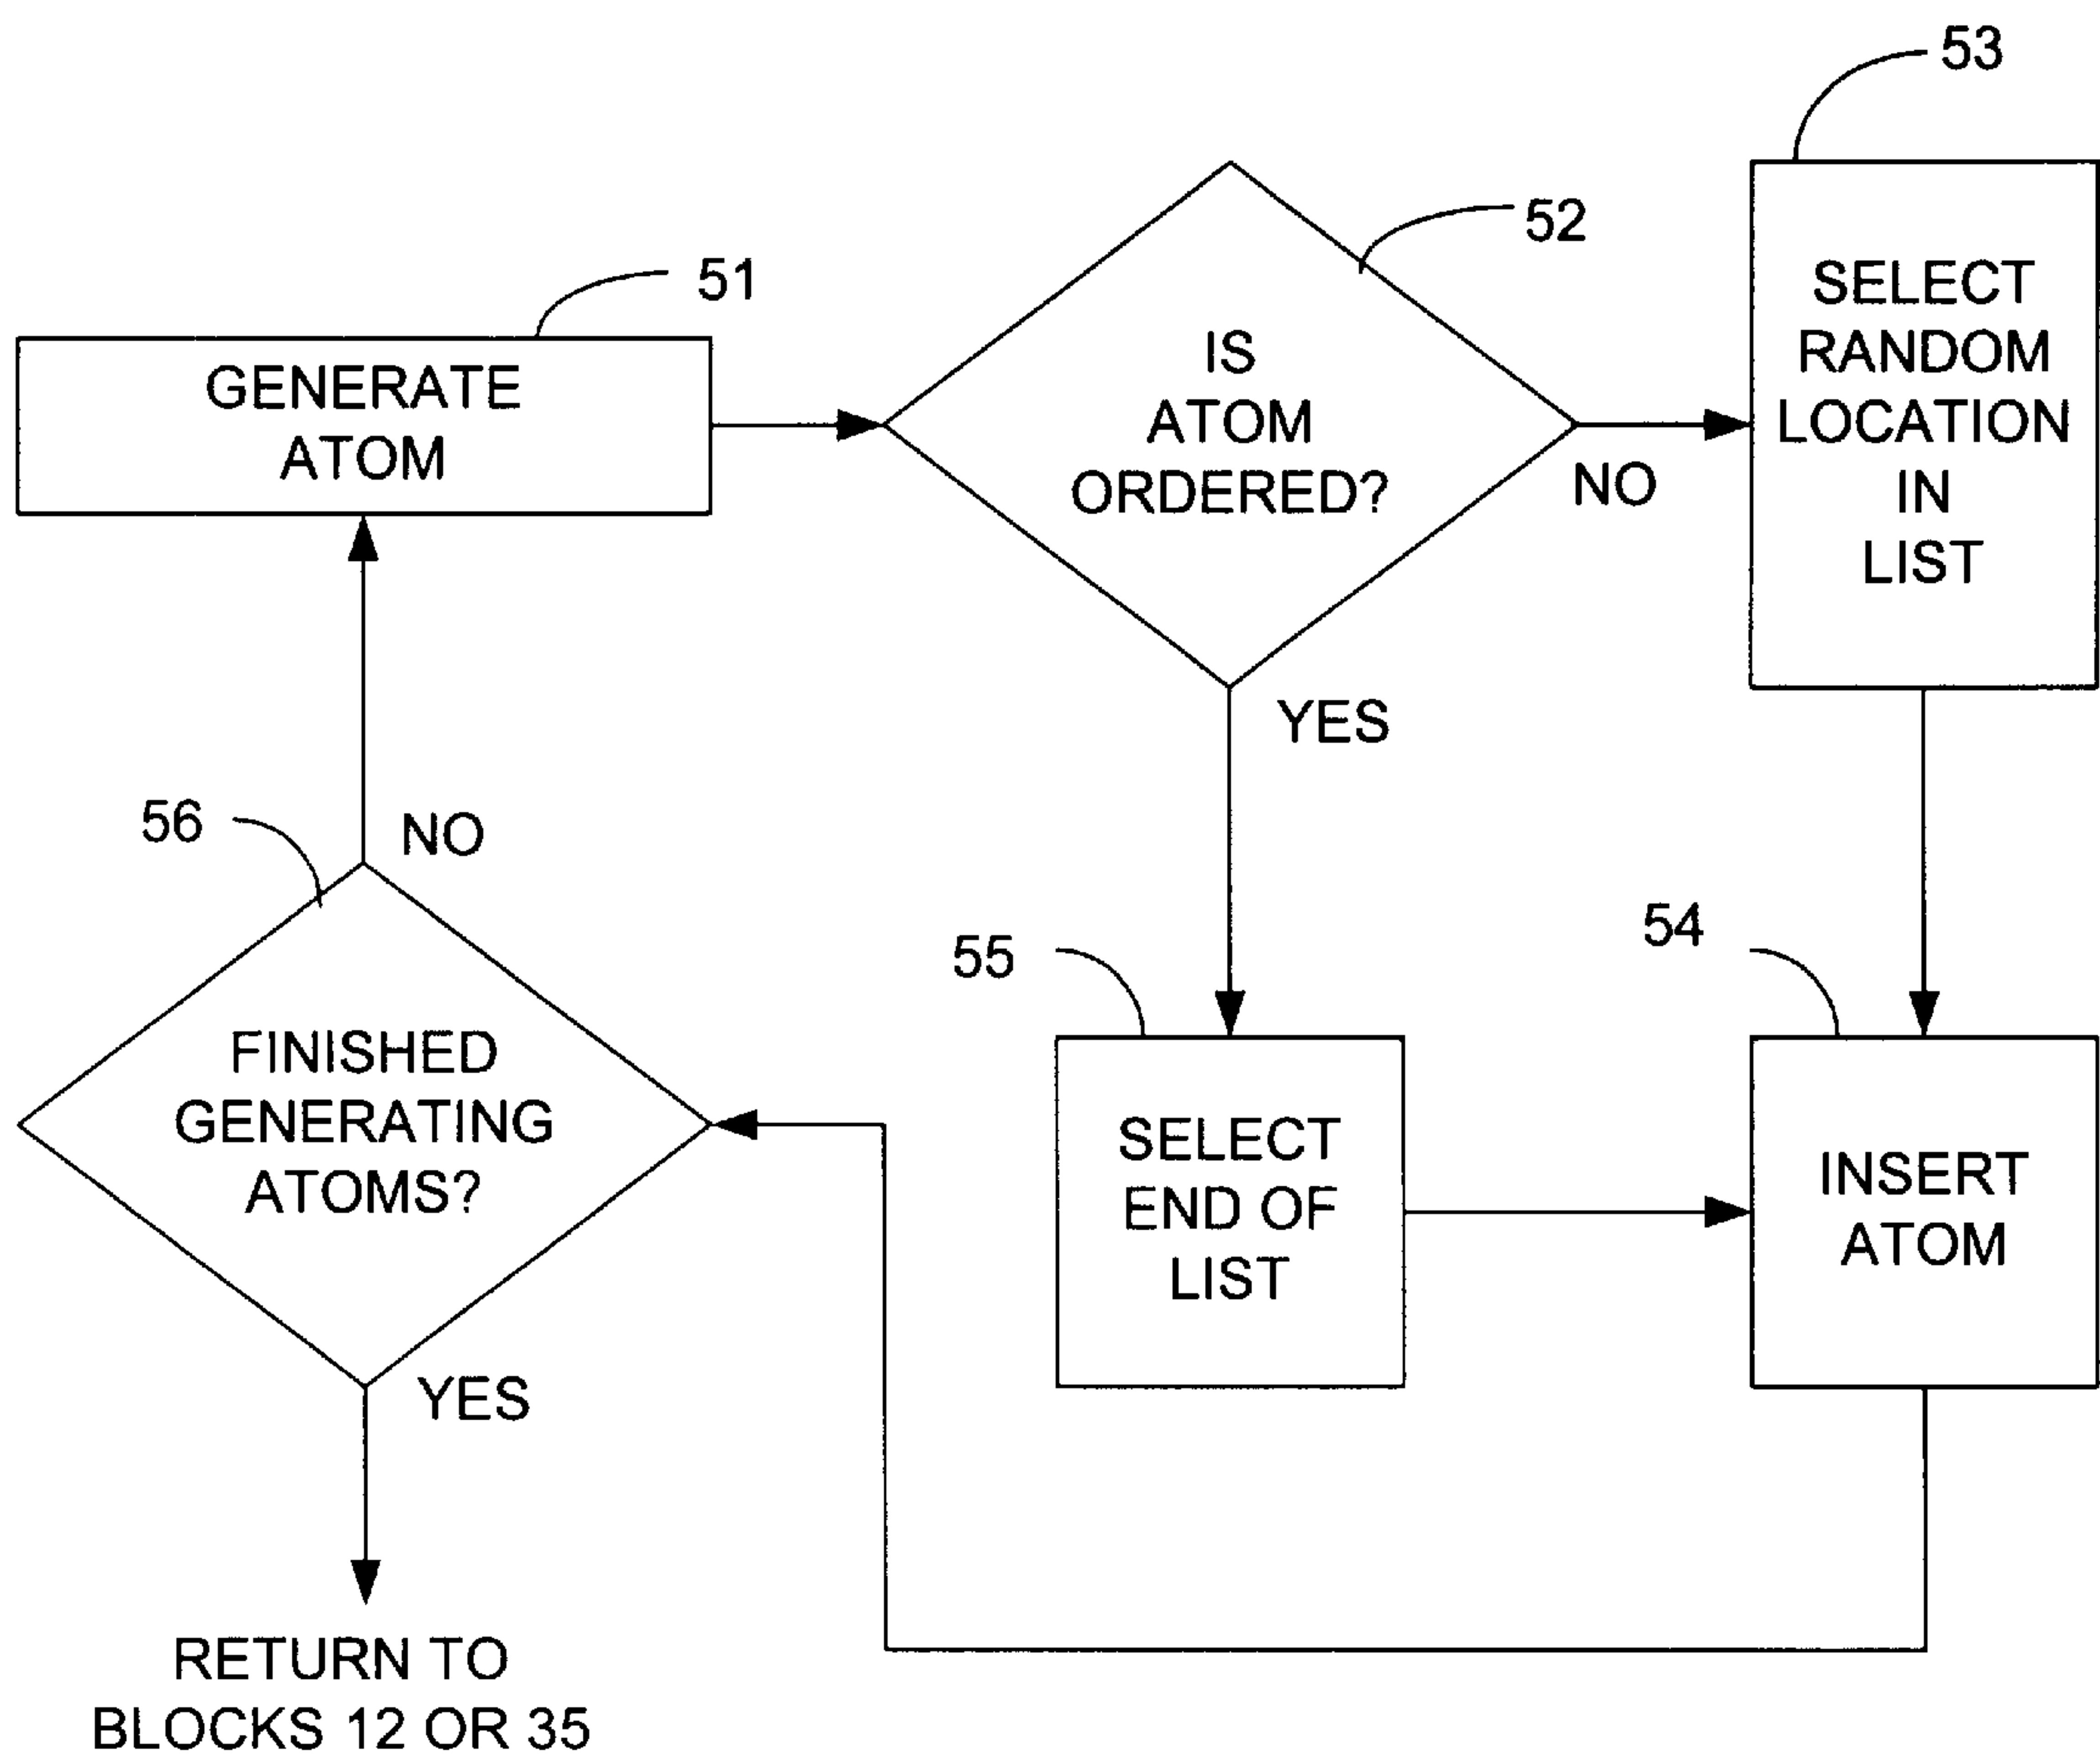 53
52
51
SELECT
RANDOM
LOCATION
IN
LIST
IS
ATOM
ORDERED?
GENERATE
ATOM
NO
YES
56
NO
55
54
FINISHED
GENERATING
ATOMS?
SELECT
END OF
LIST
INSERT
ATOM
YES
RETURN TO
BLOCKS 12 OR 35